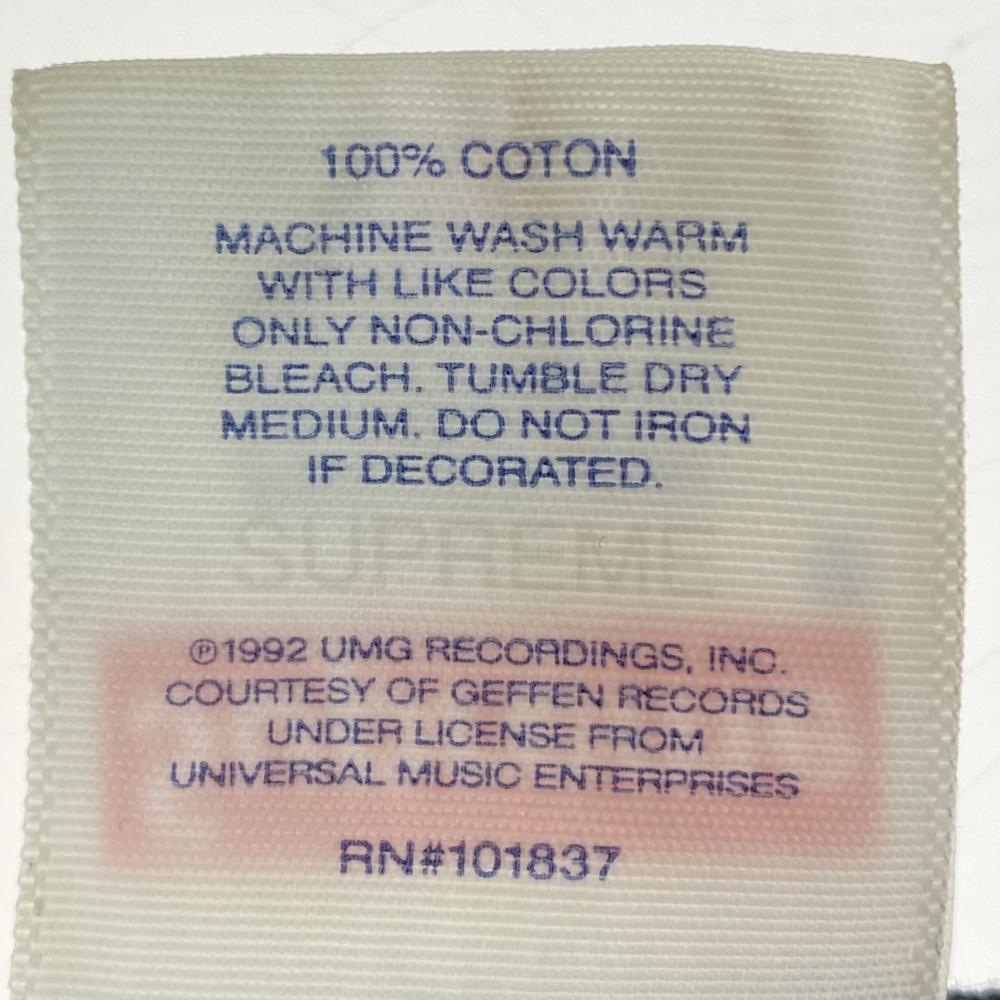 100% COTON
MACHINE WASH WARM
WITH LIKE COLORS
ONLY NON-CHLORINE
BLEACH. TUMBLE DRY
MEDIUM. DO NOT IRON
IF DECORATED.
SUPREME
℗1992 UMG RECORDINGS, INC.
COURTESY OF GEFFEN RECORDS
UNDER LICENSE FROM
UNIVERSAL MUSIC ENTERPRISES
RN#101837